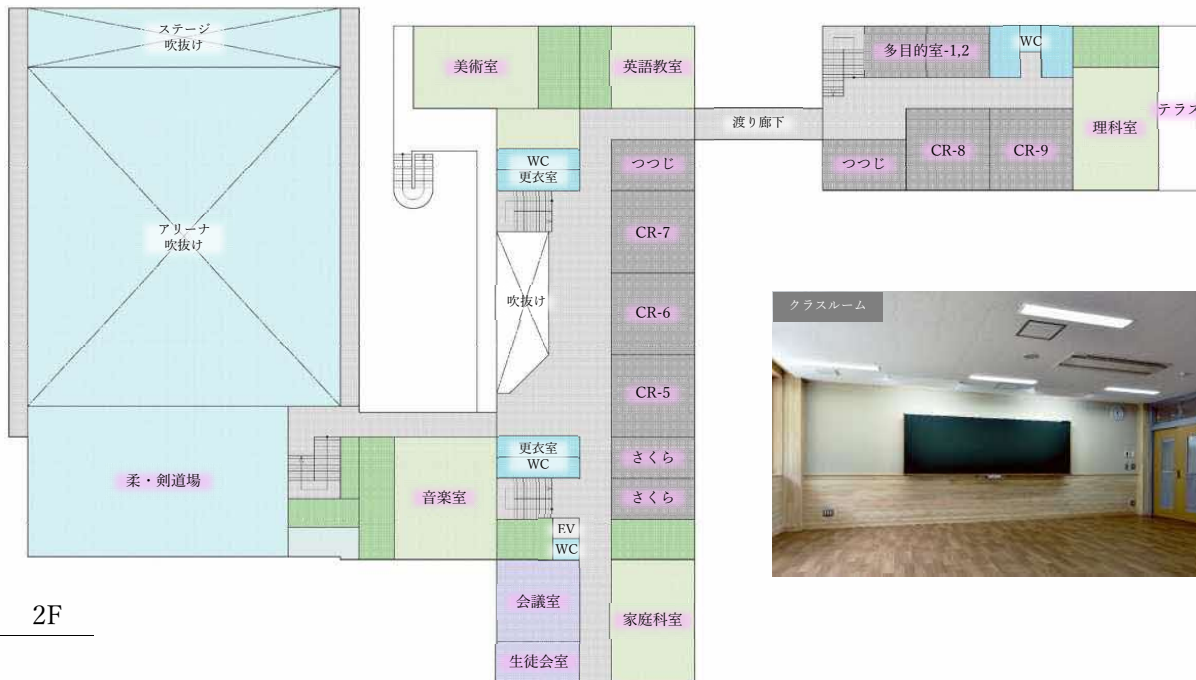 ステージ
吹抜け
美術室
英語教室
多目的室-1,2
WC
渡り廊下
理科室
テラス
アリーナ
吹抜け
WC
更衣室
つつじ
つつじ
CR-8
CR-9
CR-7
吹抜け
CR-6
CR-5
クラスルーム
柔・剣道場
音楽室
更衣室
WC
さくら
さくら
EV
WC
会議室
生徒会室
家庭科室
2F